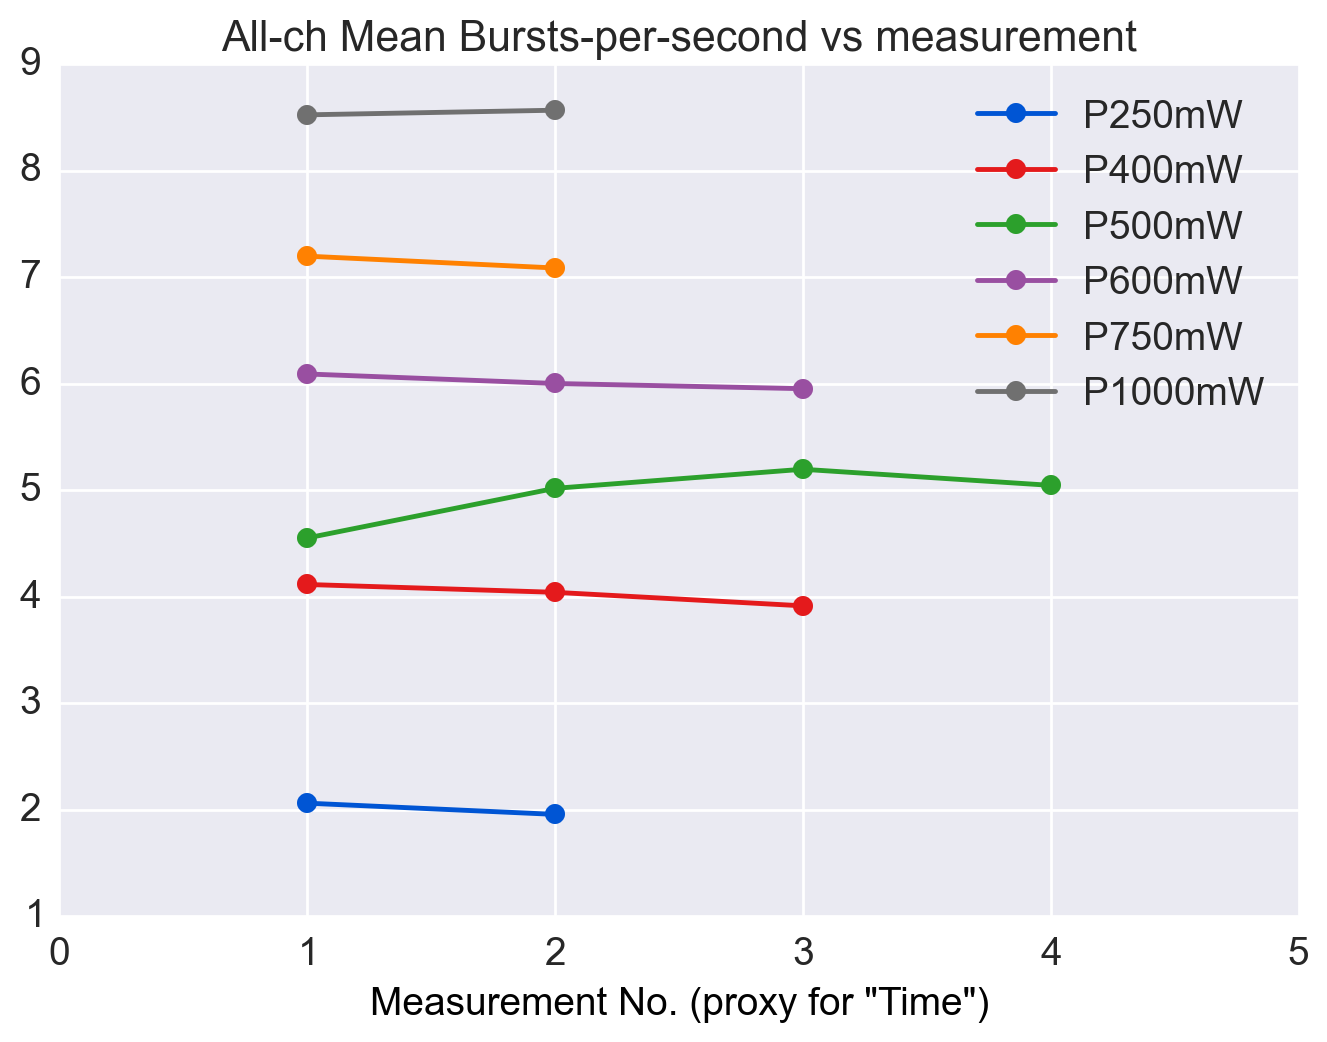 All-ch Mean Bursts-per-second vs measurement
9
8
7
6
5
4
3
2
1
P250mW
P400mW
P500mW
P600mW
P750mW
P1000mW
0 1 2 3 4 5
Measurement No. (proxy for "Time")